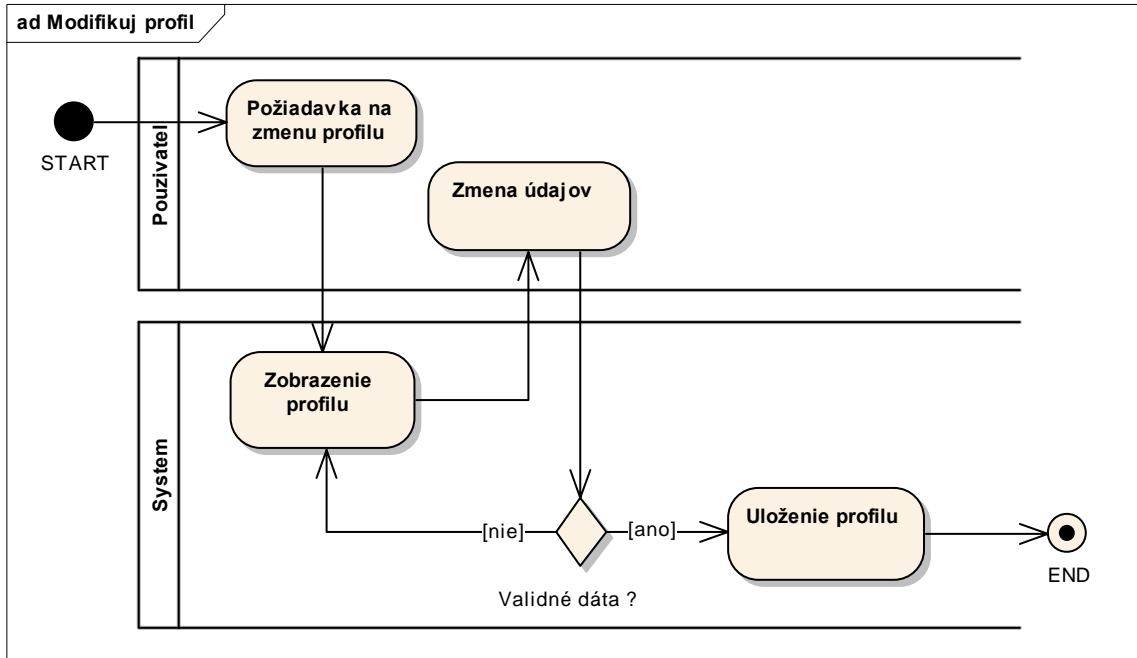 ad Modifikuj profil
START
Pouzivatel
Požiadavka na
zmenu profilu
Zmena údajov
System
Zobrazenie
profilu
[nie]
[ano]
Validné dáta ?
Uloženie profilu
END